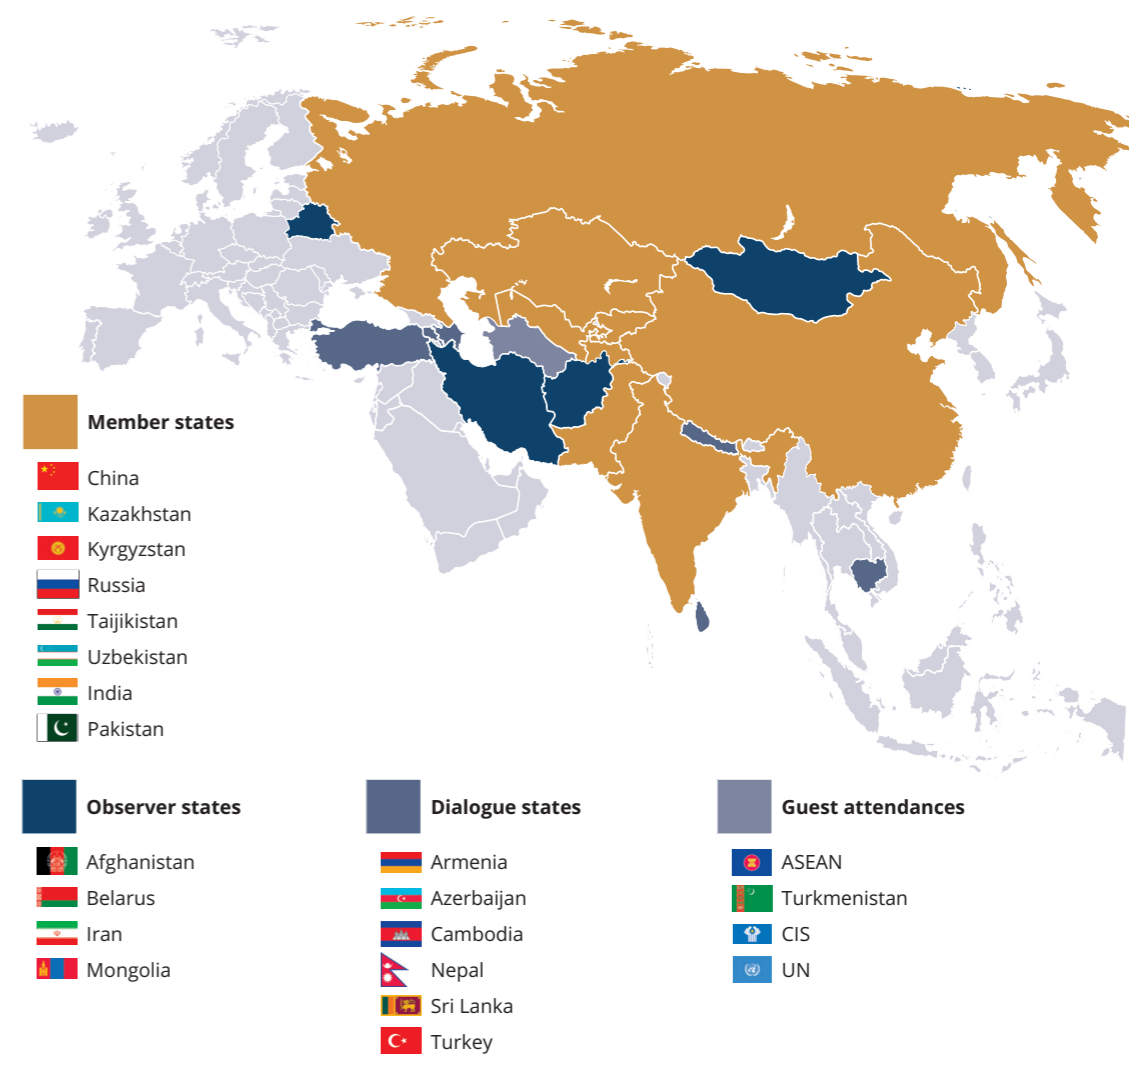 Member states
China
Kazakhstan
Kyrgyzstan
Russia
Taijikistan
Uzbekistan
India
Pakistan
Observer states
Afghanistan
Belarus
Iran
Mongolia
Dialogue states
Armenia
Azerbaijan
Cambodia
Nepal
Sri Lanka
Turkey
Guest attendances
ASEAN
Turkmenistan
CIS
UN